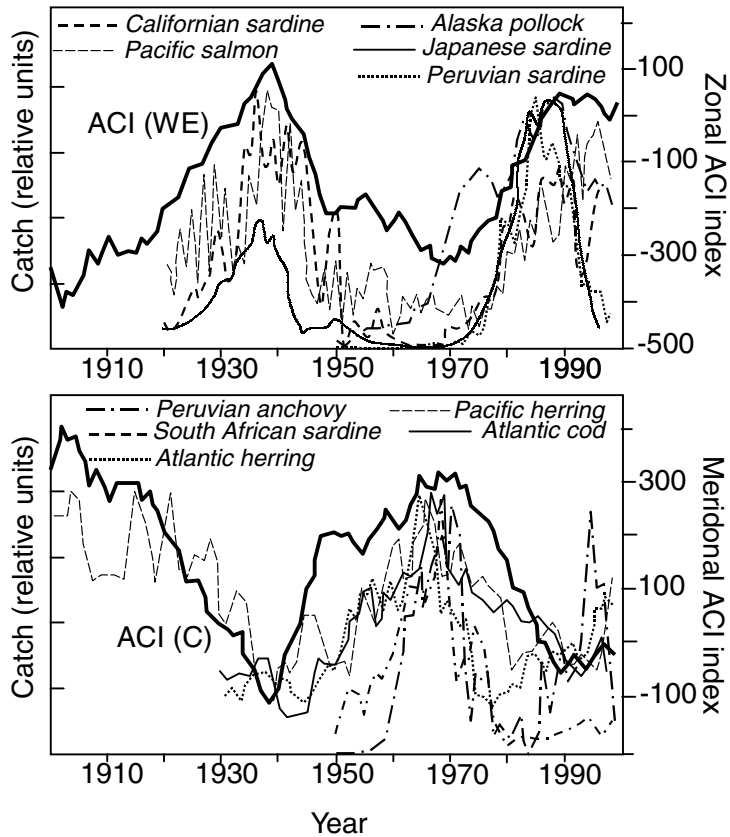 Californian sardine
Alaska pollock
Pacific salmon
Japanese sardine
Peruvian sardine
ACI (WE)
Catch (relative units)
Zonal ACI index
100
-100
-300
-500
1910 1930 1950 1970 1990
Peruvian anchovy
Pacific herring
South African sardine
Atlantic cod
Atlantic herring
ACI (C)
Catch (relative units)
Meridonal ACI index
300
100
-100
1910 1930 1950 1970 1990
Year